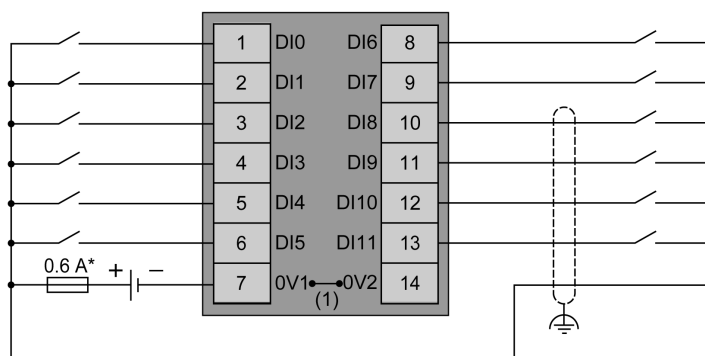 1 DI0 DI6 8
2 DI1 DI7 9
3 DI2 DI8 10
4 DI3 DI9 11
5 DI4 DI10 12
6 DI5 DI11 13
0.6 A* + − 7 0V1 0V2 14
(1)